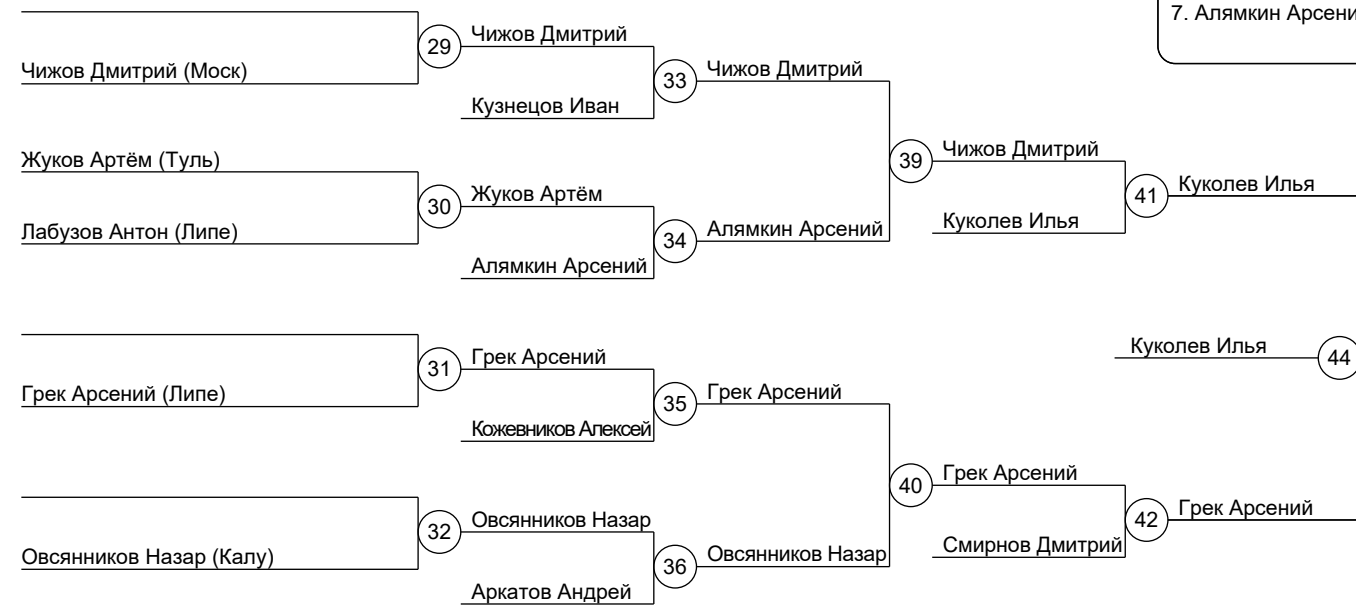 7. Алямкин Арсени
29
Чижов Дмитрий
Чижов Дмитрий (Моск)
33
Чижов Дмитрий
Кузнецов Иван
39
Чижов Дмитрий
Жуков Артём (Туль)
30
Жуков Артём
41
Куколев Илья
Лабузов Антон (Липе)
34
Алямкин Арсений
Куколев Илья
Алямкин Арсений
31
Грек Арсений
Куколев Илья
44
Грек Арсений (Липе)
35
Грек Арсений
Кожевников Алексей
40
Грек Арсений
32
Овсянников Назар
42
Грек Арсений
Овсянников Назар (Калу)
36
Овсянников Назар
Смирнов Дмитрий
Аркатов Андрей